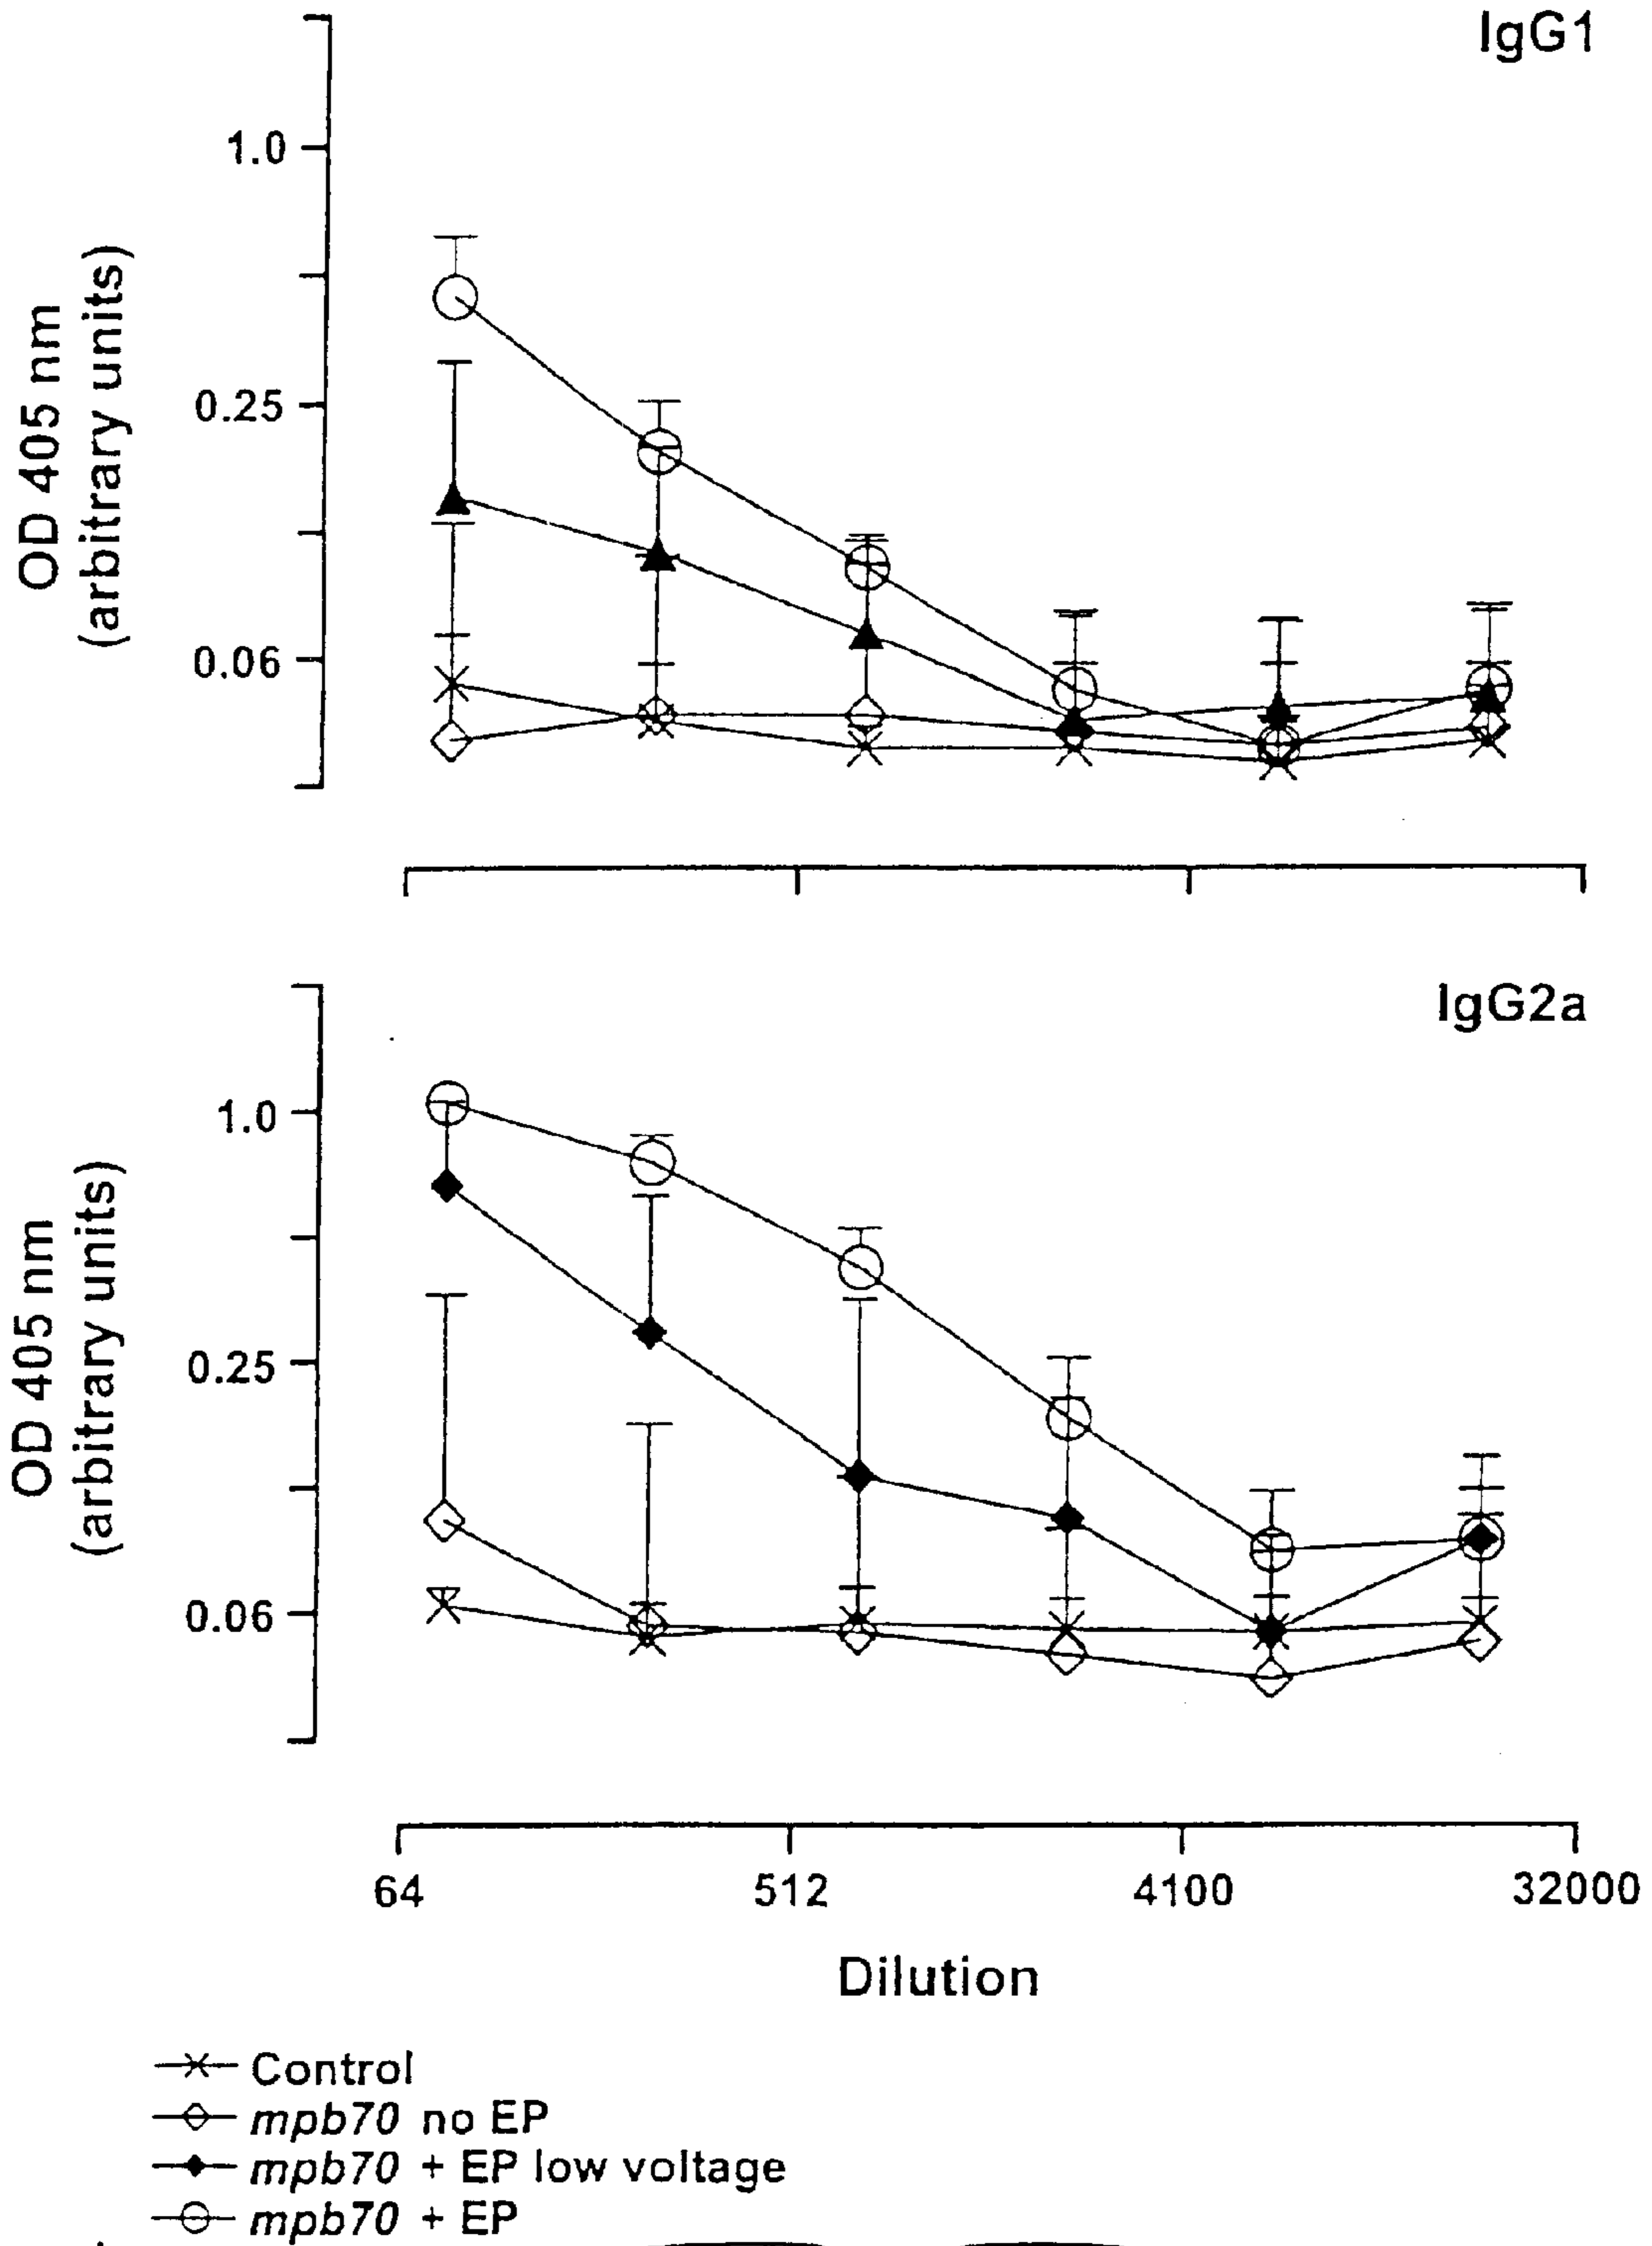 IgG1
1.0
0.25
0.06
OD 405 nm
(arbitrary units)
IgG2a
1.0
0.25
0.06
OD 405 nm
(arbitrary units)
64 512 4100 32000
Dilution
Control
mpb70 no EP
mpb70 + EP low voltage
mpb70 + EP